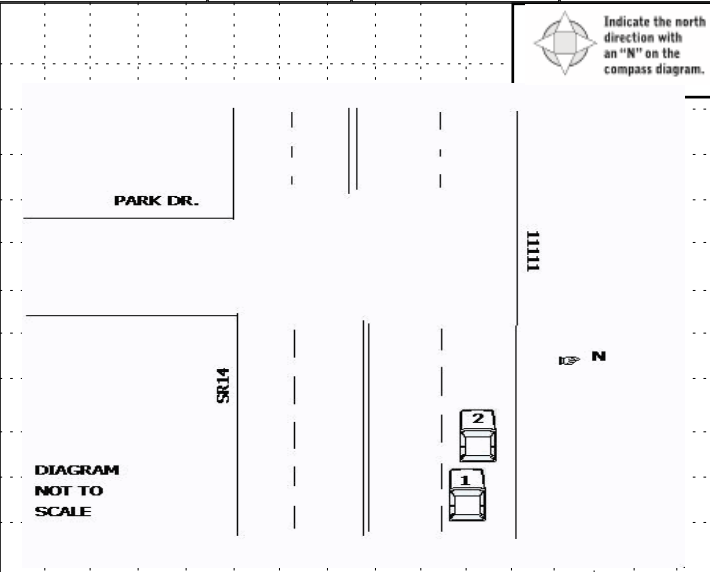 Indicate the north
direction with
an "N" on the
compass diagram.
PARK DR.
11111
N
SR14
2
1
DIAGRAM
NOT TO
SCALE